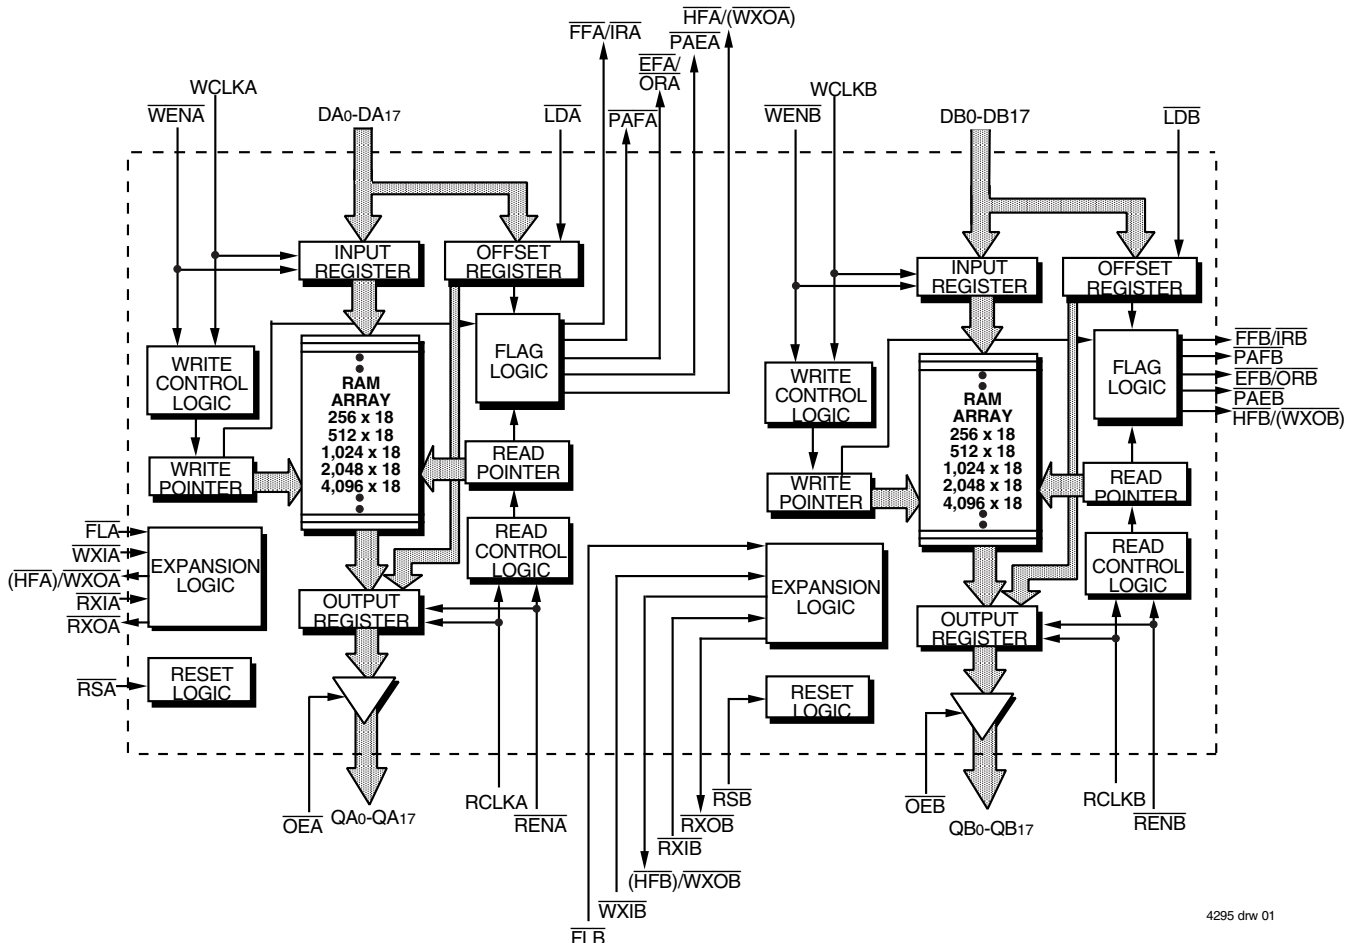 HFA/(WXOA)
FFA/IRA
PAEA
EFA/
ORA
WCLKA
WENA
DA0-DA17
LDA
PAFA
WCLKB
WENB
DB0-DB17
LDB
INPUT
REGISTER
OFFSET
REGISTER
INPUT
REGISTER
OFFSET
REGISTER
WRITE
CONTROL
LOGIC
RAM
ARRAY
256 x 18
512 x 18
1,024 x 18
2,048 x 18
4,096 x 18
FLAG
LOGIC
WRITE
CONTROL
LOGIC
RAM
ARRAY
256 x 18
512 x 18
1,024 x 18
2,048 x 18
4,096 x 18
FLAG
LOGIC
FFB/IRB
PAFB
EFB/ORB
PAEB
HFB/(WXOB)
WRITE
POINTER
READ
POINTER
WRITE
POINTER
READ
POINTER
FLA
WXIA
(HFA)/WXOA
RXIA
RXOA
EXPANSION
LOGIC
READ
CONTROL
LOGIC
EXPANSION
LOGIC
READ
CONTROL
LOGIC
OUTPUT
REGISTER
OUTPUT
REGISTER
RSA
RESET
LOGIC
RESET
LOGIC
OEA
QA0-QA17
RCLKA
RENA
RSB
RXOB
RXIB
(HFB)/WXOB
WXIB
FLB
OEB
QB0-QB17
RCLKB
RENB
4295 drw 01